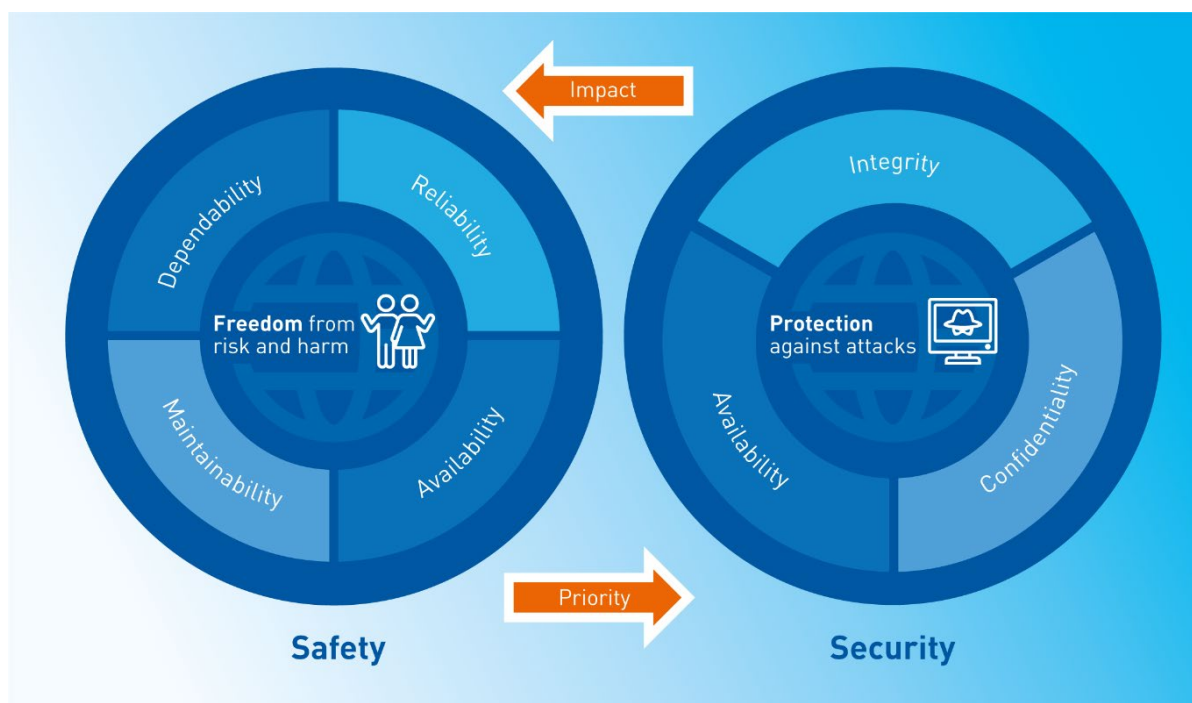 Impact
Dependability
Reliability
Freedom from
risk and harm
Maintainability
Availability
Integrity
Protection
against attacks
Availability
Confidentiality
Priority
Safety
Security